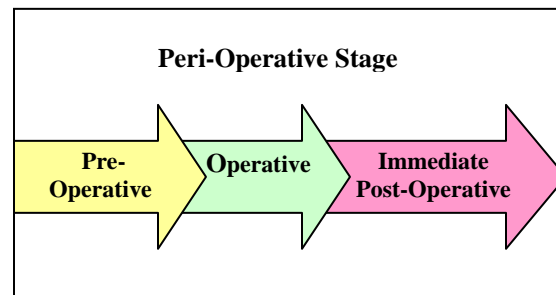 Peri-Operative Stage
Pre-
Operative
Operative
Immediate
Post-Operative